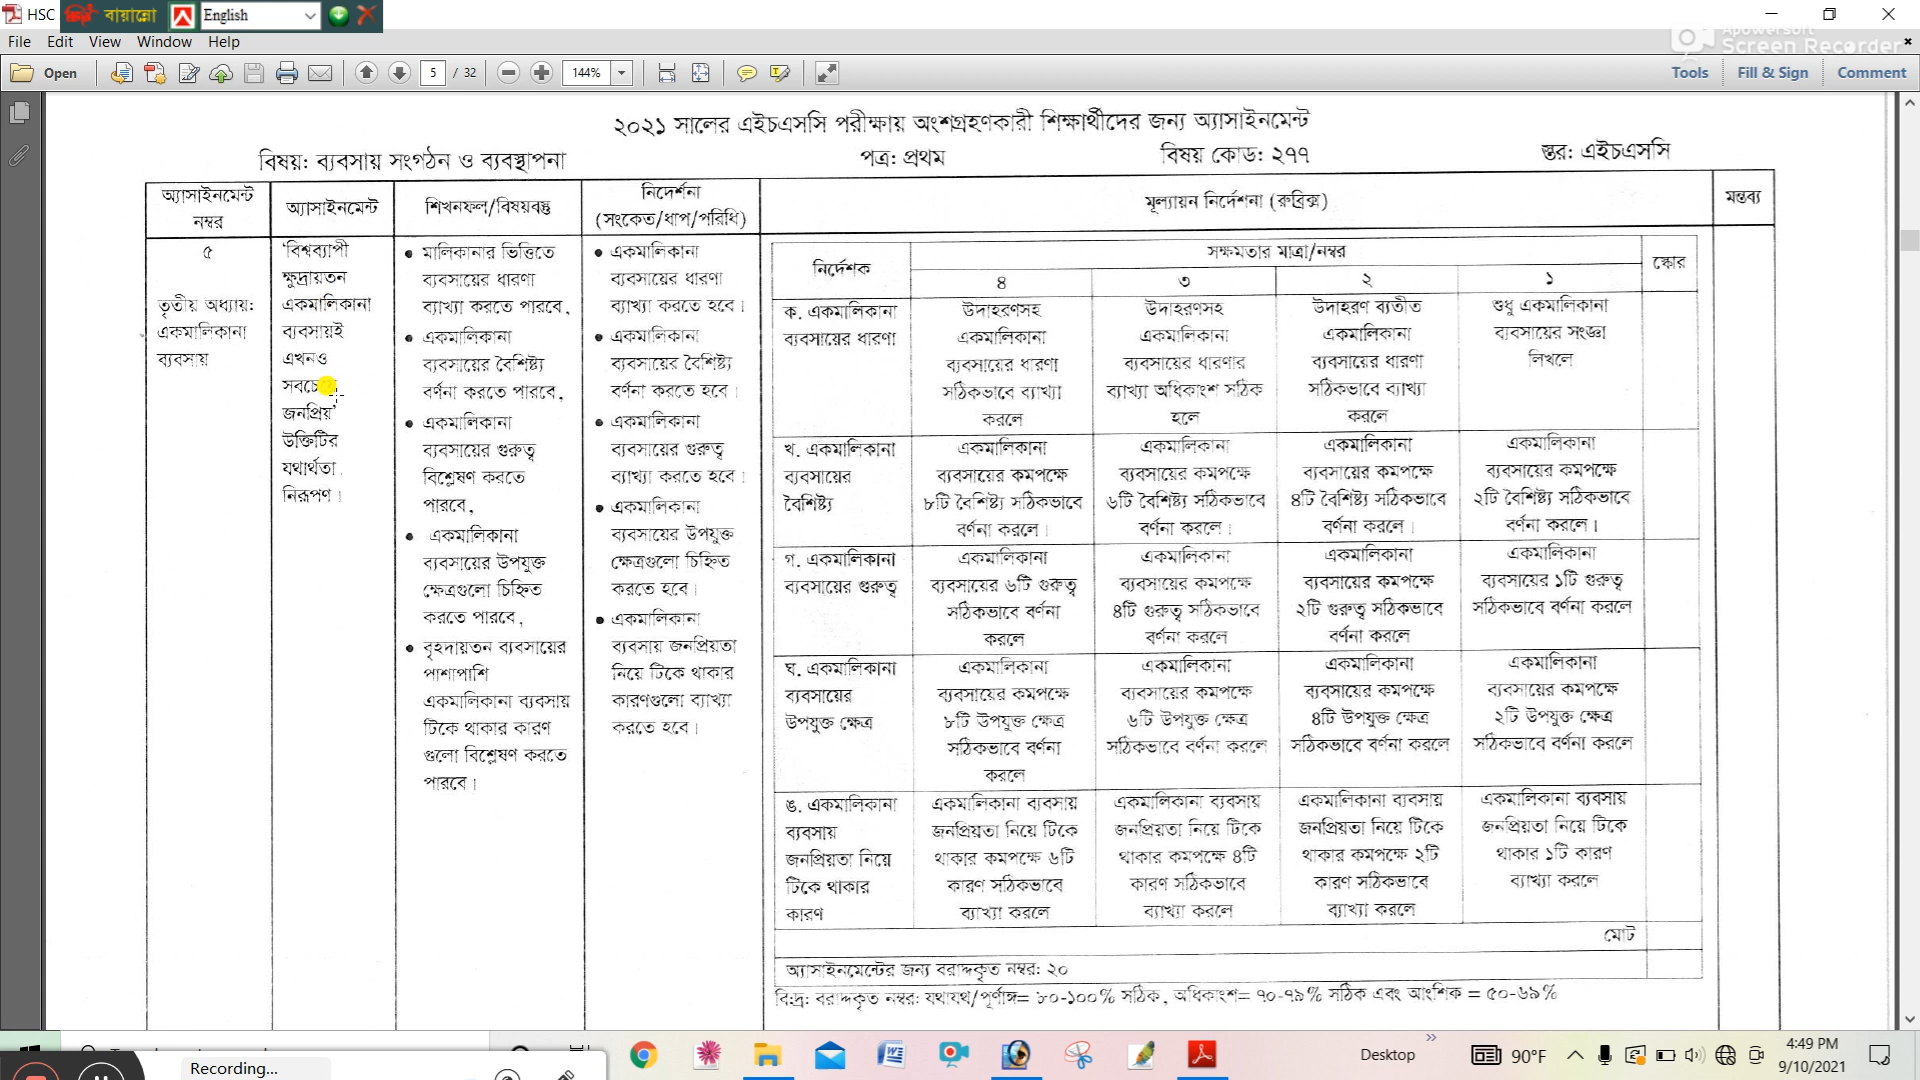 HSC
বায়ান্নো
English
File Edit View Window Help
Apowersoft
Screen Recorder
Open
5 / 32
144%
Tools Fill & Sign Comment
২০২১ সালের এইচএসসি পরীক্ষায় অংশগ্রহণকারী শিক্ষার্থীদের জন্য অ্যাসাইনমেন্ট
বিষয়: ব্যবসায় সংগঠন ও ব্যবস্থাপনা পত্র: প্রথম বিষয় কোড: ২৭৭ স্তর: এইচএসসি
অ্যাসাইনমেন্ট
নম্বর
অ্যাসাইনমেন্ট
শিখনফল/বিষয়বস্তু
নির্দেশনা
(সংকেত/ধাপ/পরিধি)
মূল্যায়ন নির্দেশনা (রুব্রিক্স)
মন্তব্য
৫
তৃতীয় অধ্যায়:
একমালিকানা
ব্যবসায়
‘বিশ্বব্যাপী
ক্ষুদ্রায়তন
একমালিকানা
ব্যবসায়ই
এখনও
জনপ্রিয়’
উক্তিটির
যথার্থতা
নিরূপণ।
• মালিকানার ভিত্তিতে
ব্যবসায়ের ধারণা
ব্যাখ্যা করতে পারবে,
• একমালিকানা
ব্যবসায়ের বৈশিষ্ট্য
বর্ণনা করতে পারবে,
• একমালিকানা
ব্যবসায়ের গুরুত্ব
বিশ্লেষণ করতে
পারবে,
• একমালিকানা
ব্যবসায়ের উপযুক্ত
ক্ষেত্রগুলো চিহ্নিত
করতে পারবে,
• বৃহদায়তন ব্যবসায়ের
পাশাপাশি
একমালিকানা ব্যবসায়
টিকে থাকার কারণ
গুলো বিশ্লেষণ করতে
পারবে।
• একমালিকানা
ব্যবসায়ের ধারণা
ব্যাখ্যা করতে হবে।
• একমালিকানা
ব্যবসায়ের বৈশিষ্ট্য
বর্ণনা করতে হবে।
• একমালিকানা
ব্যবসায়ের গুরুত্ব
ব্যাখ্যা করতে হবে।
• একমালিকানা
ব্যবসায়ের উপযুক্ত
ক্ষেত্রগুলো চিহ্নিত
করতে হবে।
• একমালিকানা
ব্যবসায় জনপ্রিয়তা
নিয়ে টিকে থাকার
কারণগুলো ব্যাখ্যা
করতে হবে।
নির্দেশক
সক্ষমতার মাত্রা/নম্বর
স্কোর
৪ ৩ ২ ১
ক. একমালিকানা
ব্যবসায়ের ধারণা
উদাহরণসহ
একমালিকানা
ব্যবসায়ের ধারণা
সঠিকভাবে ব্যাখ্যা
করলে
উদাহরণসহ
একমালিকানা
ব্যবসায়ের ধারণার
ব্যাখ্যা অধিকাংশ সঠিক
হলে
উদাহরণ ব্যতীত
একমালিকানা
ব্যবসায়ের ধারণা
সঠিকভাবে ব্যাখ্যা
করলে
শুধু একমালিকানা
ব্যবসায়ের সংজ্ঞা
লিখলে
খ. একমালিকানা
ব্যবসায়ের
বৈশিষ্ট্য
একমালিকানা
ব্যবসায়ের কমপক্ষে
৮টি বৈশিষ্ট্য সঠিকভাবে
বর্ণনা করলে।
একমালিকানা
ব্যবসায়ের কমপক্ষে
৬টি বৈশিষ্ট্য সঠিকভাবে
বর্ণনা করলে।
একমালিকানা
ব্যবসায়ের কমপক্ষে
৪টি বৈশিষ্ট্য সঠিকভাবে
বর্ণনা করলে।
একমালিকানা
ব্যবসায়ের কমপক্ষে
২টি বৈশিষ্ট্য সঠিকভাবে
বর্ণনা করলে।
গ. একমালিকানা
ব্যবসায়ের গুরুত্ব
একমালিকানা
ব্যবসায়ের ৬টি গুরুত্ব
সঠিকভাবে বর্ণনা
করলে
একমালিকানা
ব্যবসায়ের কমপক্ষে
৪টি গুরুত্ব সঠিকভাবে
বর্ণনা করলে
একমালিকানা
ব্যবসায়ের কমপক্ষে
২টি গুরুত্ব সঠিকভাবে
বর্ণনা করলে
একমালিকানা
ব্যবসায়ের ১টি গুরুত্ব
সঠিকভাবে বর্ণনা করলে
ঘ. একমালিকানা
ব্যবসায়ের
উপযুক্ত ক্ষেত্র
একমালিকানা
ব্যবসায়ের কমপক্ষে
৮টি উপযুক্ত ক্ষেত্র
সঠিকভাবে বর্ণনা
করলে
একমালিকানা
ব্যবসায়ের কমপক্ষে
৬টি উপযুক্ত ক্ষেত্র
সঠিকভাবে বর্ণনা করলে
একমালিকানা
ব্যবসায়ের কমপক্ষে
৪টি উপযুক্ত ক্ষেত্র
সঠিকভাবে বর্ণনা করলে
একমালিকানা
ব্যবসায়ের কমপক্ষে
২টি উপযুক্ত ক্ষেত্র
সঠিকভাবে বর্ণনা করলে
ঙ. একমালিকানা
ব্যবসায়
জনপ্রিয়তা নিয়ে
টিকে থাকার
কারণ
একমালিকানা ব্যবসায়
জনপ্রিয়তা নিয়ে টিকে
থাকার কমপক্ষে ৬টি
কারণ সঠিকভাবে
ব্যাখ্যা করলে
একমালিকানা ব্যবসায়
জনপ্রিয়তা নিয়ে টিকে
থাকার কমপক্ষে ৪টি
কারণ সঠিকভাবে
ব্যাখ্যা করলে
একমালিকানা ব্যবসায়
জনপ্রিয়তা নিয়ে টিকে
থাকার কমপক্ষে ২টি
কারণ সঠিকভাবে
ব্যাখ্যা করলে
একমালিকানা ব্যবসায়
জনপ্রিয়তা নিয়ে টিকে
থাকার ১টি কারণ
ব্যাখ্যা করলে
মোট
অ্যাসাইনমেন্টের জন্য বরাদ্দকৃত নম্বর: ২০
বি:দ্র: বরাদ্দকৃত নম্বর: যথাযথ/পূর্ণাঙ্গ= ৮০-১০০% সঠিক, অধিকাংশ= ৭০-৭৯% সঠিক এবং আংশিক = ৫০-৬৯%
Recording...
Desktop
90°F
4:49 PM
9/10/2021